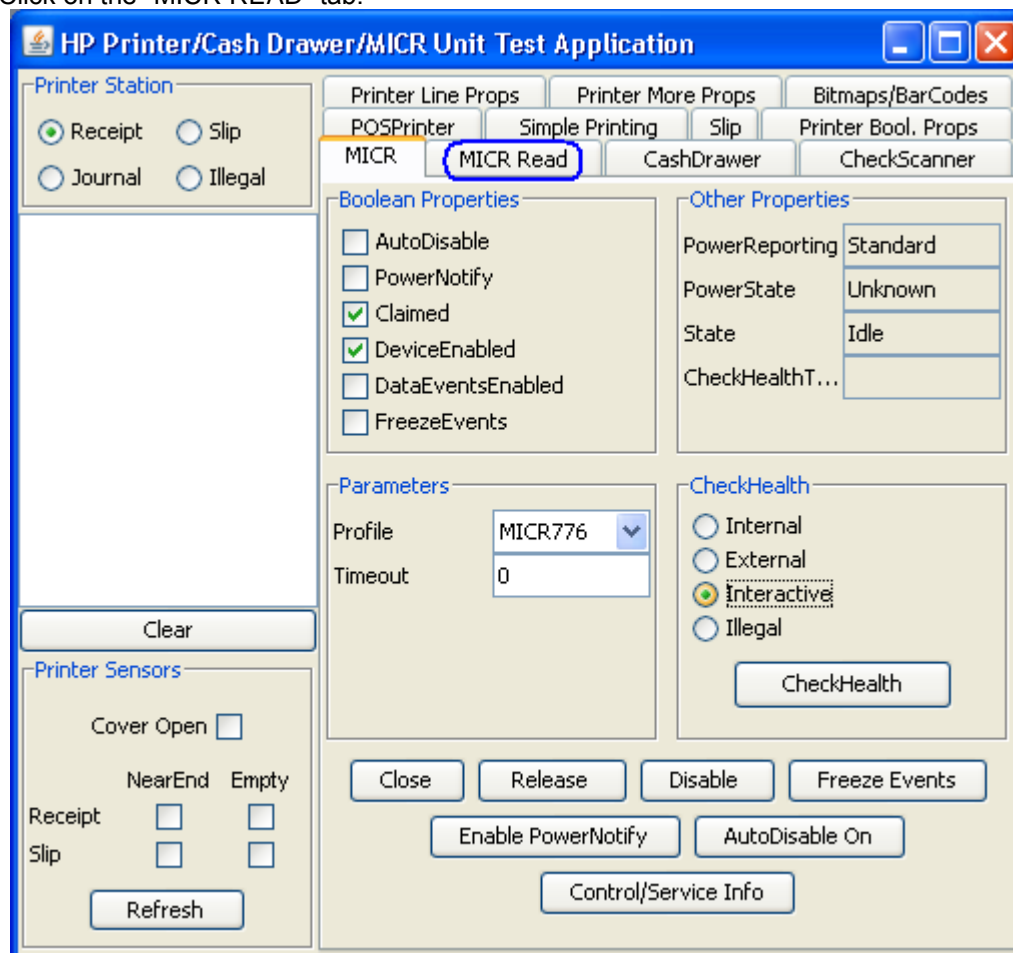 Click on the "MICR READ" tab.
HP Printer/Cash Drawer/MICR Unit Test Application
Printer Station
Receipt Slip
Journal Illegal
Clear
Printer Sensors
Cover Open
NearEnd Empty
Receipt
Slip
Refresh
Printer Line Props Printer More Props Bitmaps/BarCodes
POSPrinter Simple Printing Slip Printer Bool. Props
MICR MICR Read CashDrawer CheckScanner
Boolean Properties
AutoDisable
PowerNotify
Claimed
DeviceEnabled
DataEventsEnabled
FreezeEvents
Other Properties
PowerReporting Standard
PowerState Unknown
State Idle
CheckHealthT...
Parameters
Profile MICR776
Timeout 0
CheckHealth
Internal
External
Interactive
Illegal
CheckHealth
Close Release Disable Freeze Events
Enable PowerNotify AutoDisable On
Control/Service Info